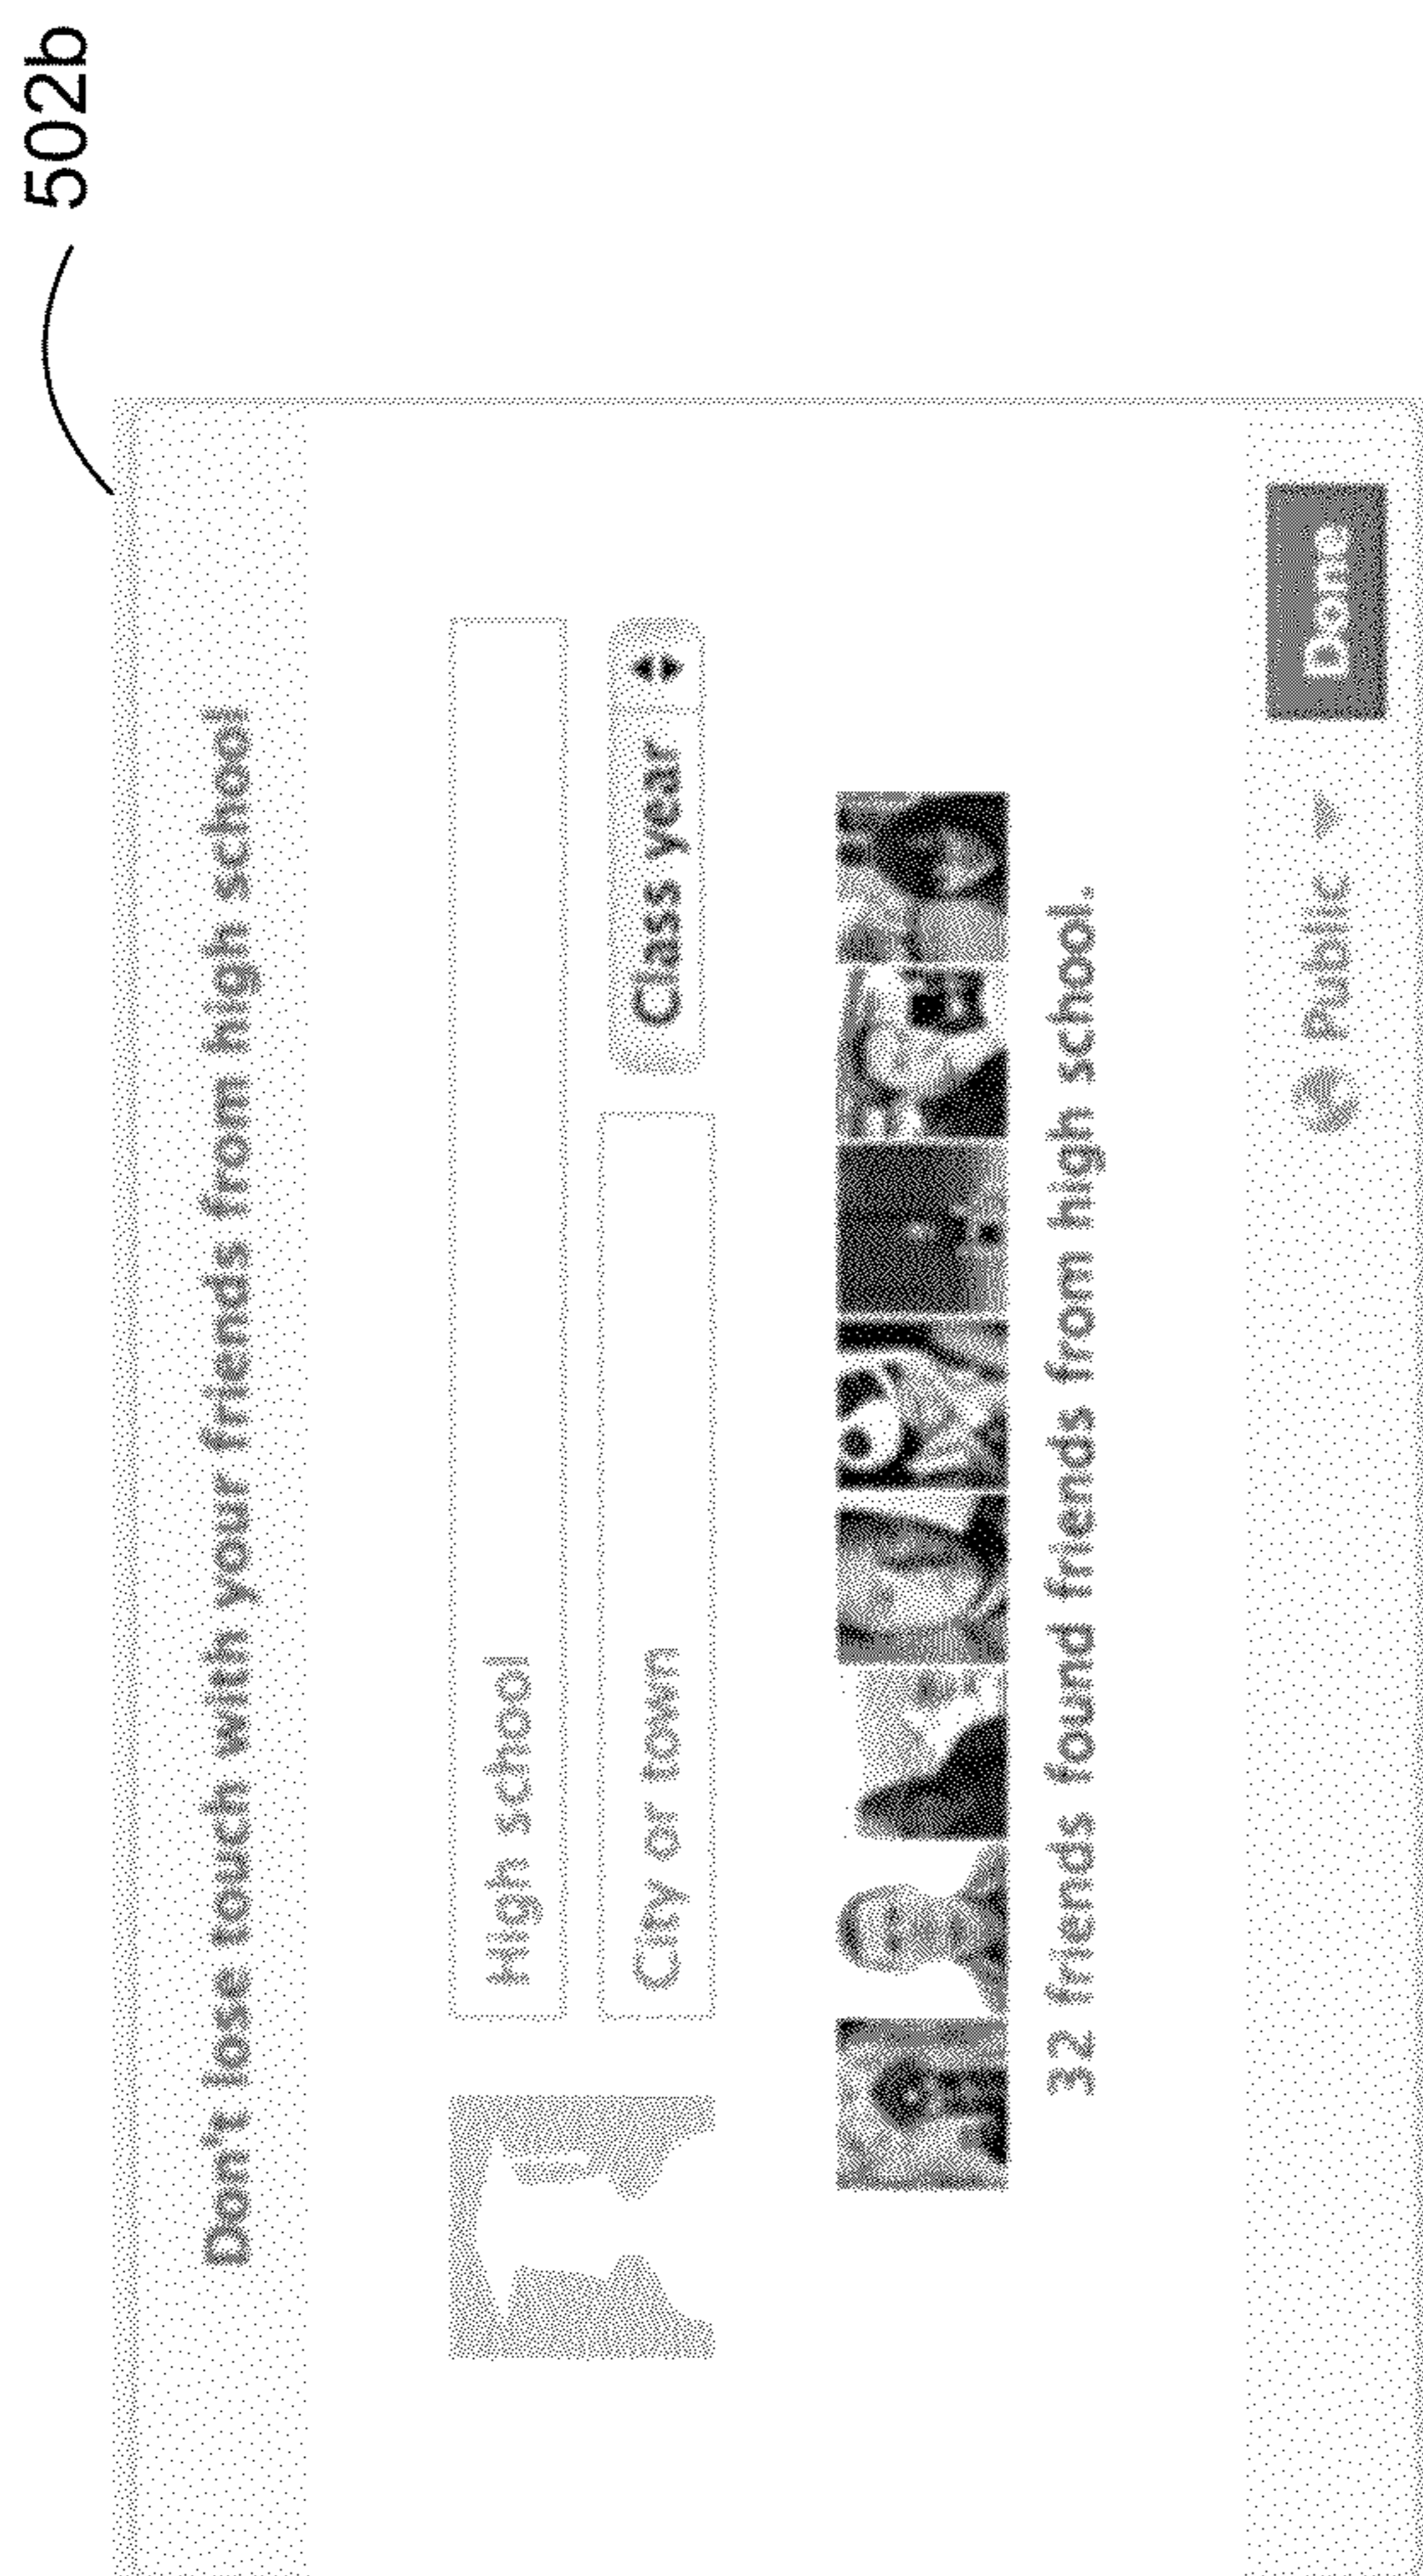 502b
Don't lose touch with your friends from high school
High school
City or town
Class year
32 friends found friends from high school.
Public
Done